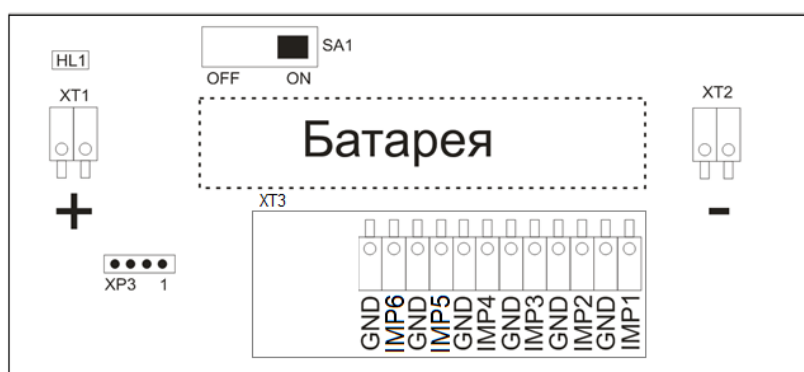 HL1
SA1
OFF ON
XT1
XT2
Батарея
+
-
XT3
XP3 1
GND
IMP6
GND
IMP5
GND
IMP4
GND
IMP3
GND
IMP2
GND
IMP1